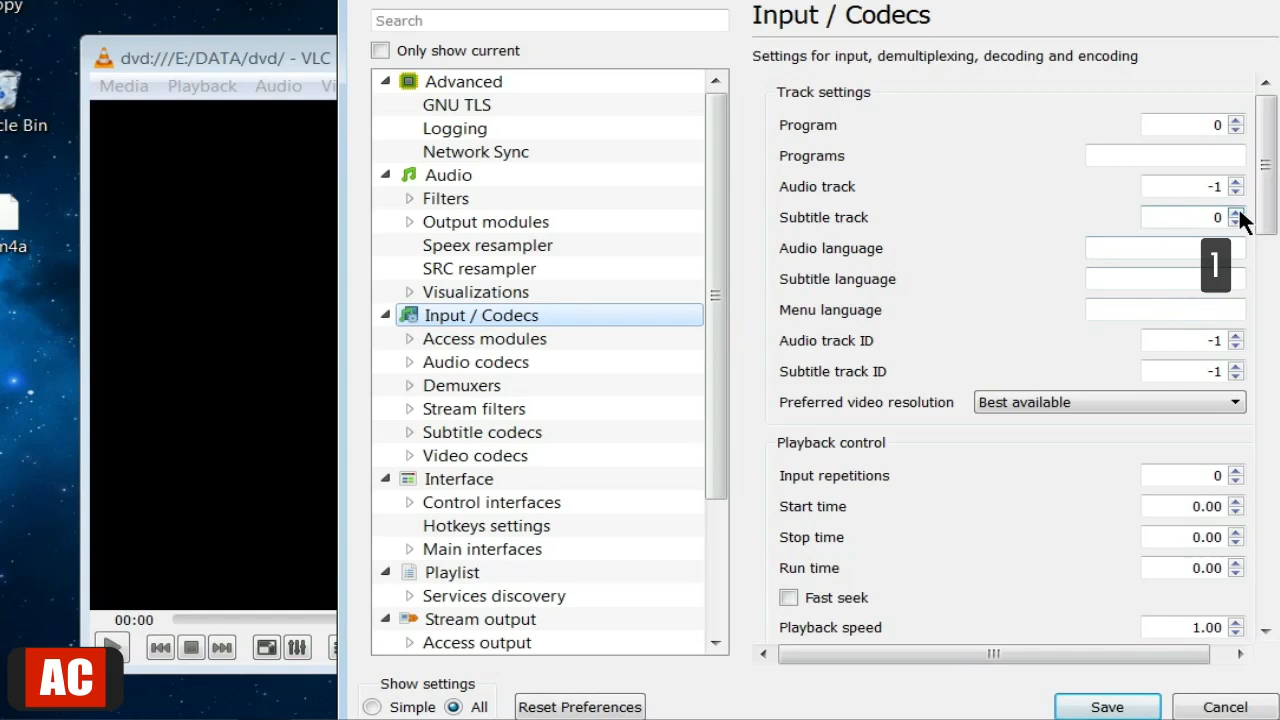 opy
cle Bin
m4a
dvd:///E:/DATA/dvd/ - VLC
Media Playback Audio Vi
00:00
AC
Search
Only show current
Advanced
GNU TLS
Logging
Network Sync
Audio
Filters
Output modules
Speex resampler
SRC resampler
Visualizations
Input / Codecs
Access modules
Audio codecs
Demuxers
Stream filters
Subtitle codecs
Video codecs
Interface
Control interfaces
Hotkeys settings
Main interfaces
Playlist
Services discovery
Stream output
Access output
Show settings
Simple All
Reset Preferences
Input / Codecs
Settings for input, demultiplexing, decoding and encoding
Track settings
Program 0
Programs
Audio track -1
Subtitle track 0
Audio language
1
Subtitle language
Menu language
Audio track ID -1
Subtitle track ID -1
Preferred video resolution Best available
Playback control
Input repetitions 0
Start time 0.00
Stop time 0.00
Run time 0.00
Fast seek
Playback speed 1.00
Save Cancel